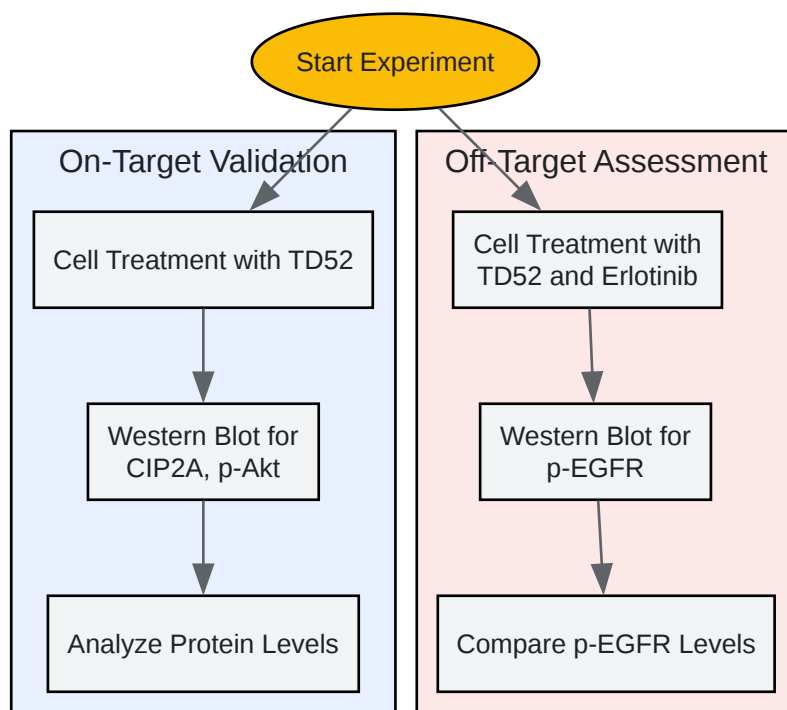 Start Experiment
On-Target Validation
Cell Treatment with TD52
Western Blot for
CIP2A, p-Akt
Analyze Protein Levels
Off-Target Assessment
Cell Treatment with
TD52 and Erlotinib
Western Blot for
p-EGFR
Compare p-EGFR Levels